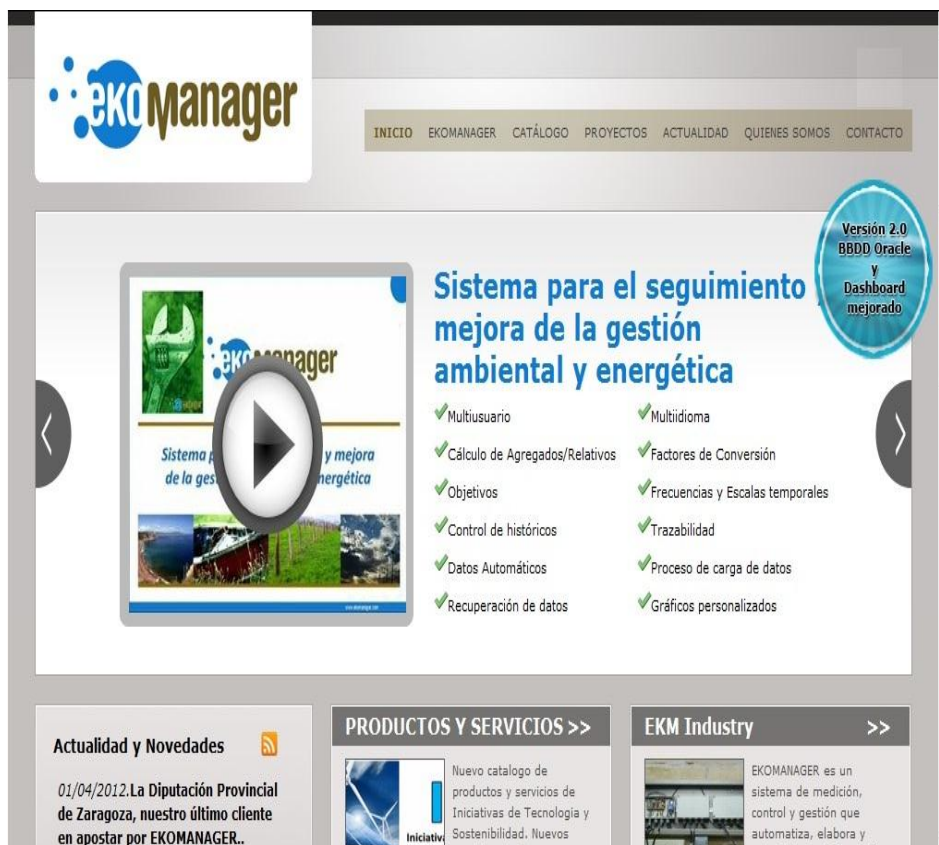 eko manager
INICIO EKOMANAGER CATÁLOGO PROYECTOS ACTUALIDAD QUIENES SOMOS CONTACTO
Versión 2.0
BBDD Oracle
y
Dashboard
mejorado
Sistema para el seguimiento
mejora de la gestión
ambiental y energética
Multiusuario
Cálculo de Agregados/Relativos
Objetivos
Control de históricos
Datos Automáticos
Recuperación de datos
Multiidioma
Factores de Conversión
Frecuencias y Escalas temporales
Trazabilidad
Proceso de carga de datos
Gráficos personalizados
Sistema y mejora
de la
Actualidad y Novedades
01/04/2012.La Diputación Provincial
de Zaragoza, nuestro último cliente
en apostar por EKOMANAGER..
PRODUCTOS Y SERVICIOS >>
Nuevo catalogo de
productos y servicios de
Iniciativas de Tecnología y
Sostenibilidad. Nuevos
EKM Industry >>
EKOMANAGER es un
sistema de medición,
control y gestión que
automatiza, elabora y